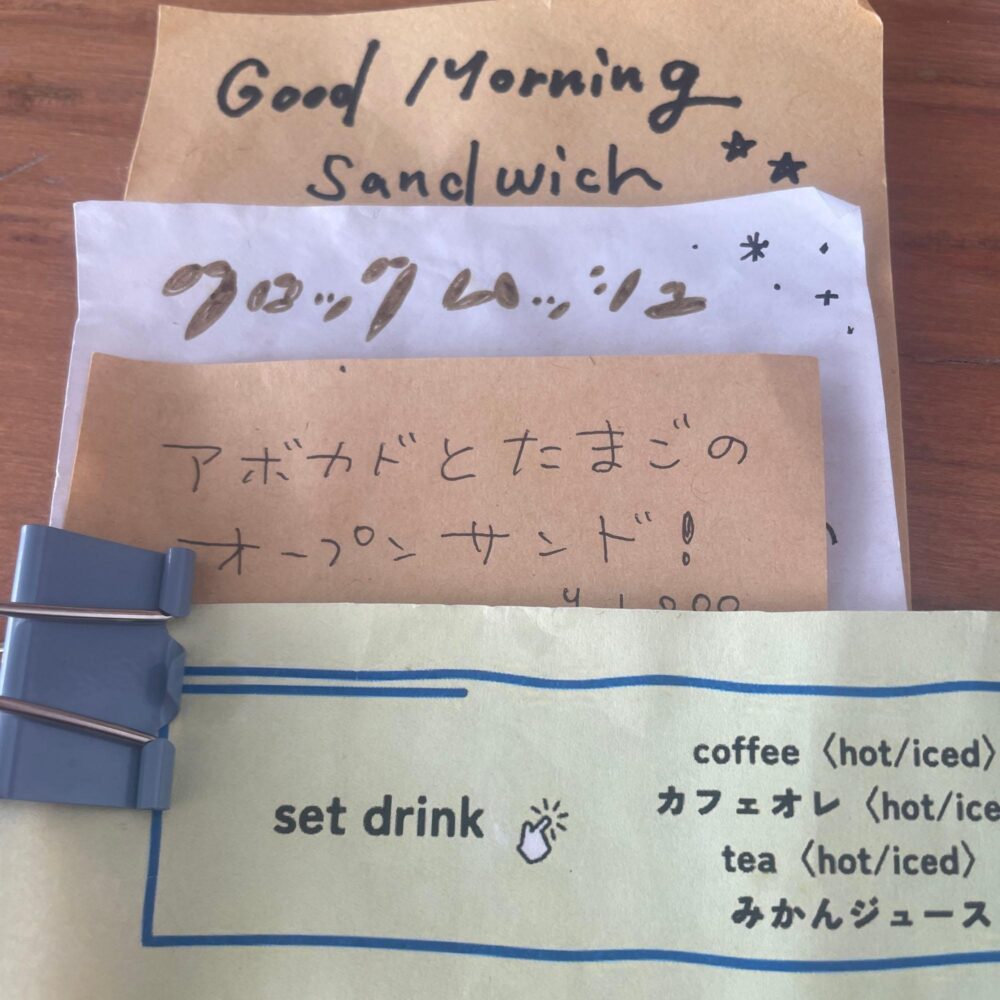 Good Morning
Sandwich
クロックムッシュ
アボカドとたまごの
オープンサンド!
¥1,000
set drink
coffee〈hot/iced〉
カフェオレ〈hot/ice
tea〈hot/iced〉
みかんジュース